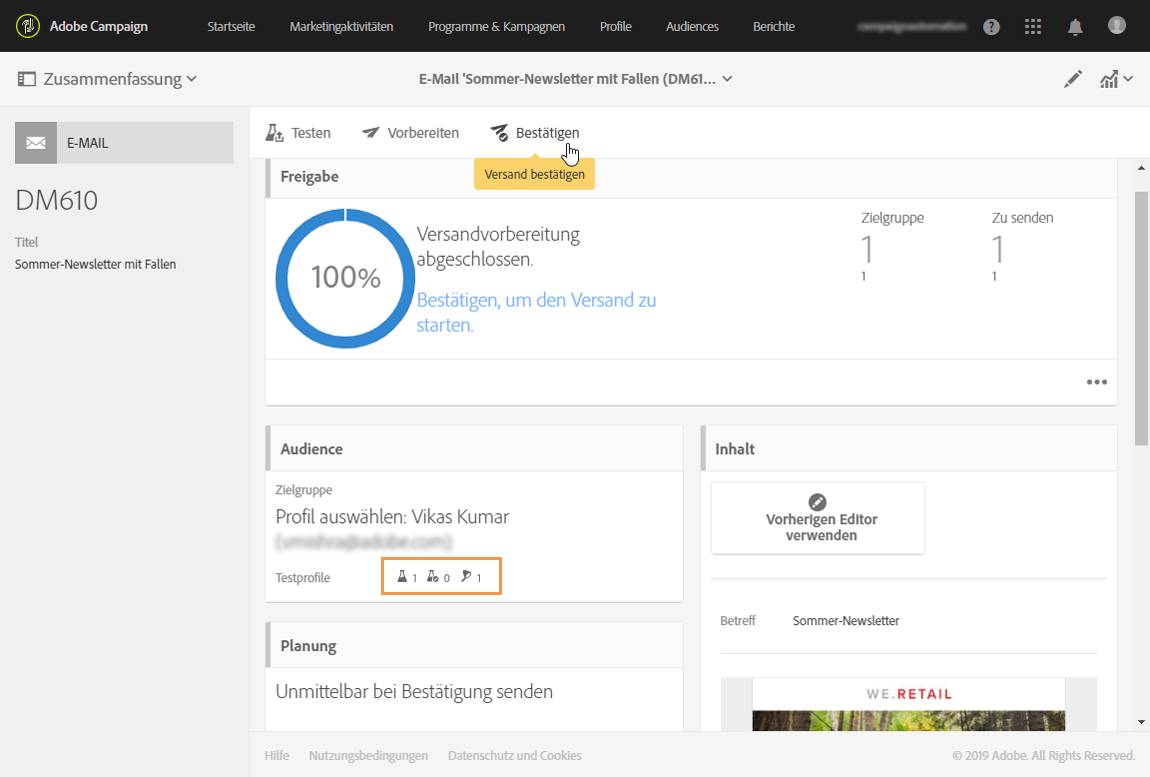 Adobe Campaign
Startseite
Marketingaktivitäten
Programme & Kampagnen
Profile
Audiences
Berichte
Zusammenfassung
E-Mail 'Sommer-Newsletter mit Fallen (DM61...
E-MAIL
DM610
Titel
Sommer-Newsletter mit Fallen
Testen
Vorbereiten
Bestätigen
Versand bestätigen
Freigabe
100%
Versandvorbereitung
abgeschlossen.
Bestätigen, um den Versand zu
starten.
Zielgruppe
1
1
Zu senden
1
1
Audience
Zielgruppe
Profil auswählen: Vikas Kumar
Testprofile
1 0 1
Planung
Unmittelbar bei Bestätigung senden
Inhalt
Vorherigen Editor
verwenden
Betreff
Sommer-Newsletter
WE.RETAIL
Hilfe
Nutzungsbedingungen
Datenschutz und Cookies
© 2019 Adobe. All Rights Reserved.